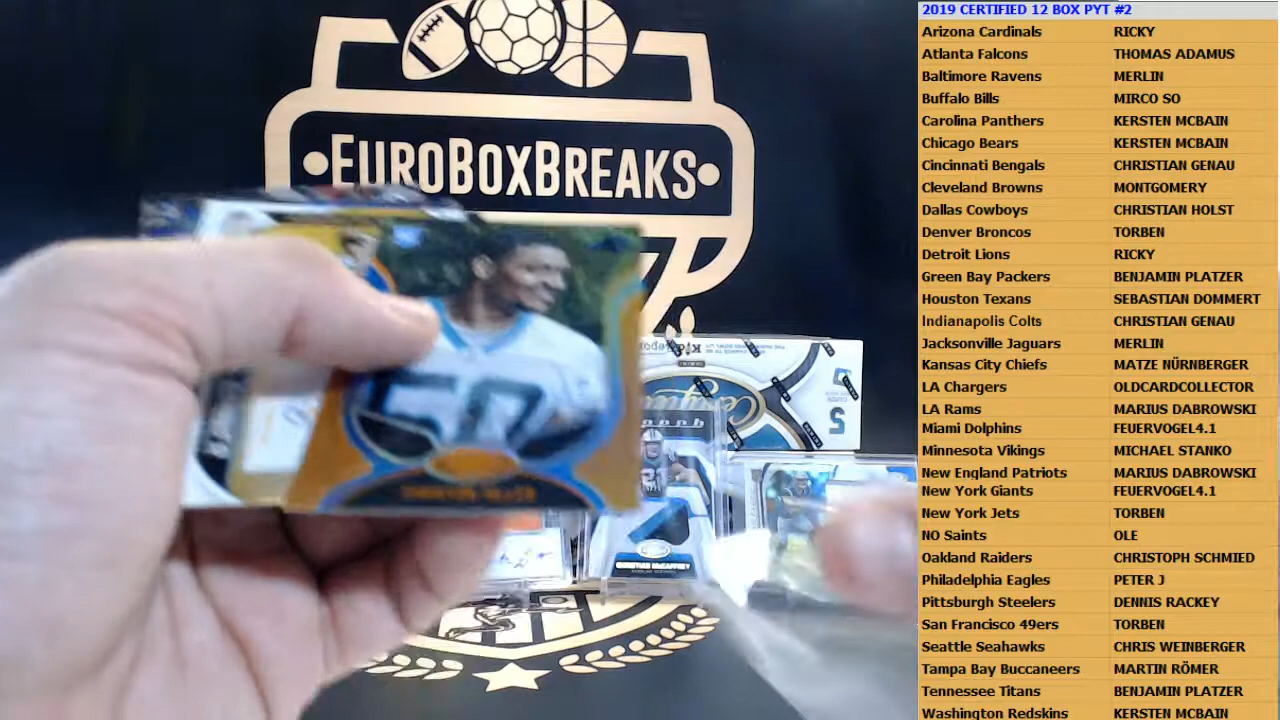 2019 CERTIFIED 12 BOX PYT #2
Arizona Cardinals RICKY
Atlanta Falcons THOMAS ADAMUS
Baltimore Ravens MERLIN
Buffalo Bills MIRCO SO
Carolina Panthers KERSTEN MCBAIN
Chicago Bears KERSTEN MCBAIN
Cincinnati Bengals CHRISTIAN GENAU
Cleveland Browns MONTGOMERY
Dallas Cowboys CHRISTIAN HOLST
Denver Broncos TORBEN
Detroit Lions RICKY
Green Bay Packers BENJAMIN PLATZER
Houston Texans SEBASTIAN DOMMERT
Indianapolis Colts CHRISTIAN GENAU
Jacksonville Jaguars MERLIN
Kansas City Chiefs MATZE NÜRNBERGER
LA Chargers OLDCARDCOLLECTOR
LA Rams MARIUS DABROWSKI
Miami Dolphins FEUERVOGEL4.1
Minnesota Vikings MICHAEL STANKO
New England Patriots MARIUS DABROWSKI
New York Giants FEUERVOGEL4.1
New York Jets TORBEN
NO Saints OLE
Oakland Raiders CHRISTOPH SCHMIED
Philadelphia Eagles PETER J
Pittsburgh Steelers DENNIS RACKEY
San Francisco 49ers TORBEN
Seattle Seahawks CHRIS WEINBERGER
Tampa Bay Buccaneers MARTIN RÖMER
Tennessee Titans BENJAMIN PLATZER
Washington Redskins KERSTEN MCBAIN
EUROBOXBREAKS
50
Certified
5
CHRISTIAN McCAFFREY